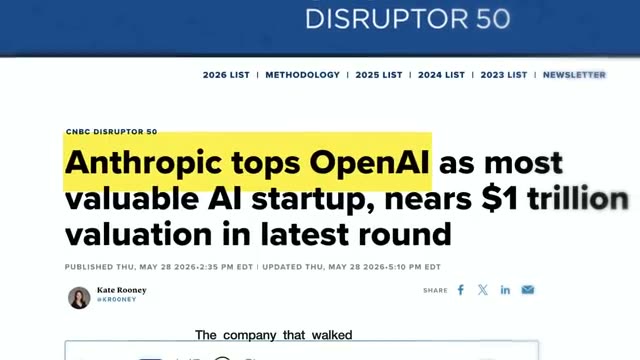 DISRUPTOR 50
2026 LIST | METHODOLOGY | 2025 LIST | 2024 LIST | 2023 LIST | NEWSLETTER
CNBC DISRUPTOR 50
Anthropic tops OpenAI as most
valuable AI startup, nears $1 trillion
valuation in latest round
PUBLISHED THU, MAY 28 2026•2:35 PM EDT | UPDATED THU, MAY 28 2026•5:10 PM EDT
Kate Rooney
@KROONEY
SHARE
The company that walked